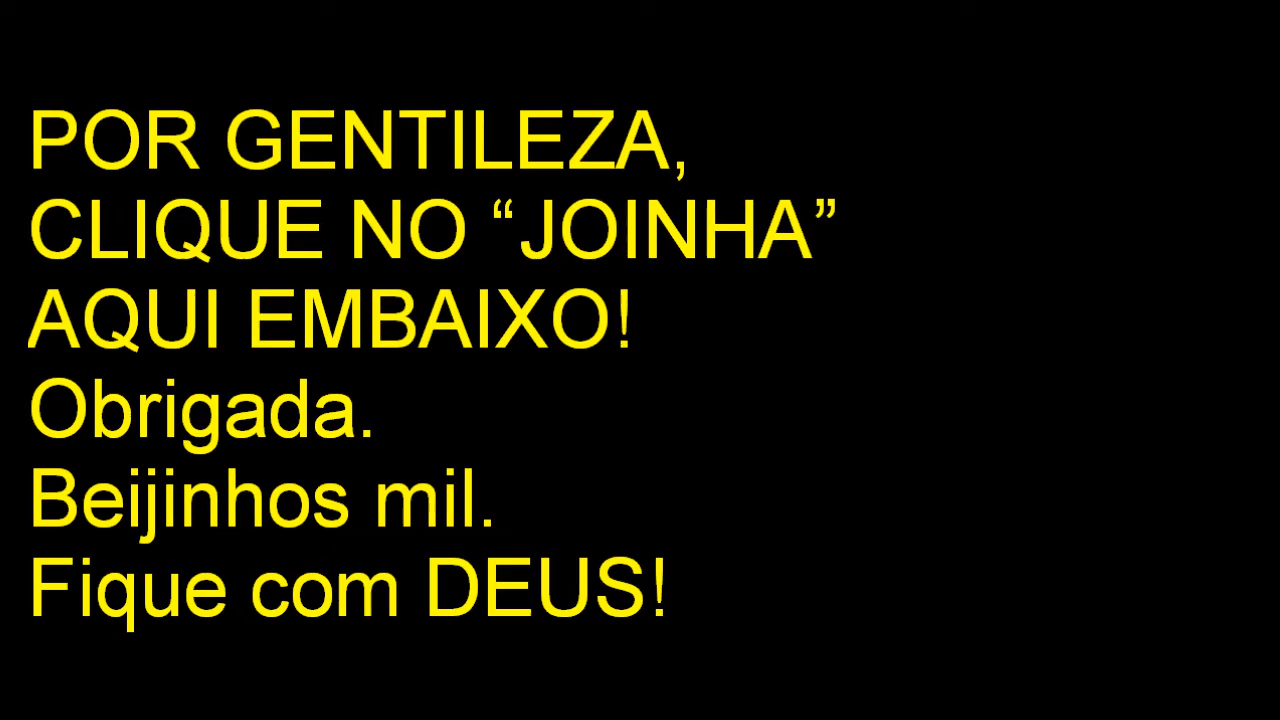 POR GENTILEZA,
CLIQUE NO “JOINHA”
AQUI EMBAIXO!
Obrigada.
Beijinhos mil.
Fique com DEUS!